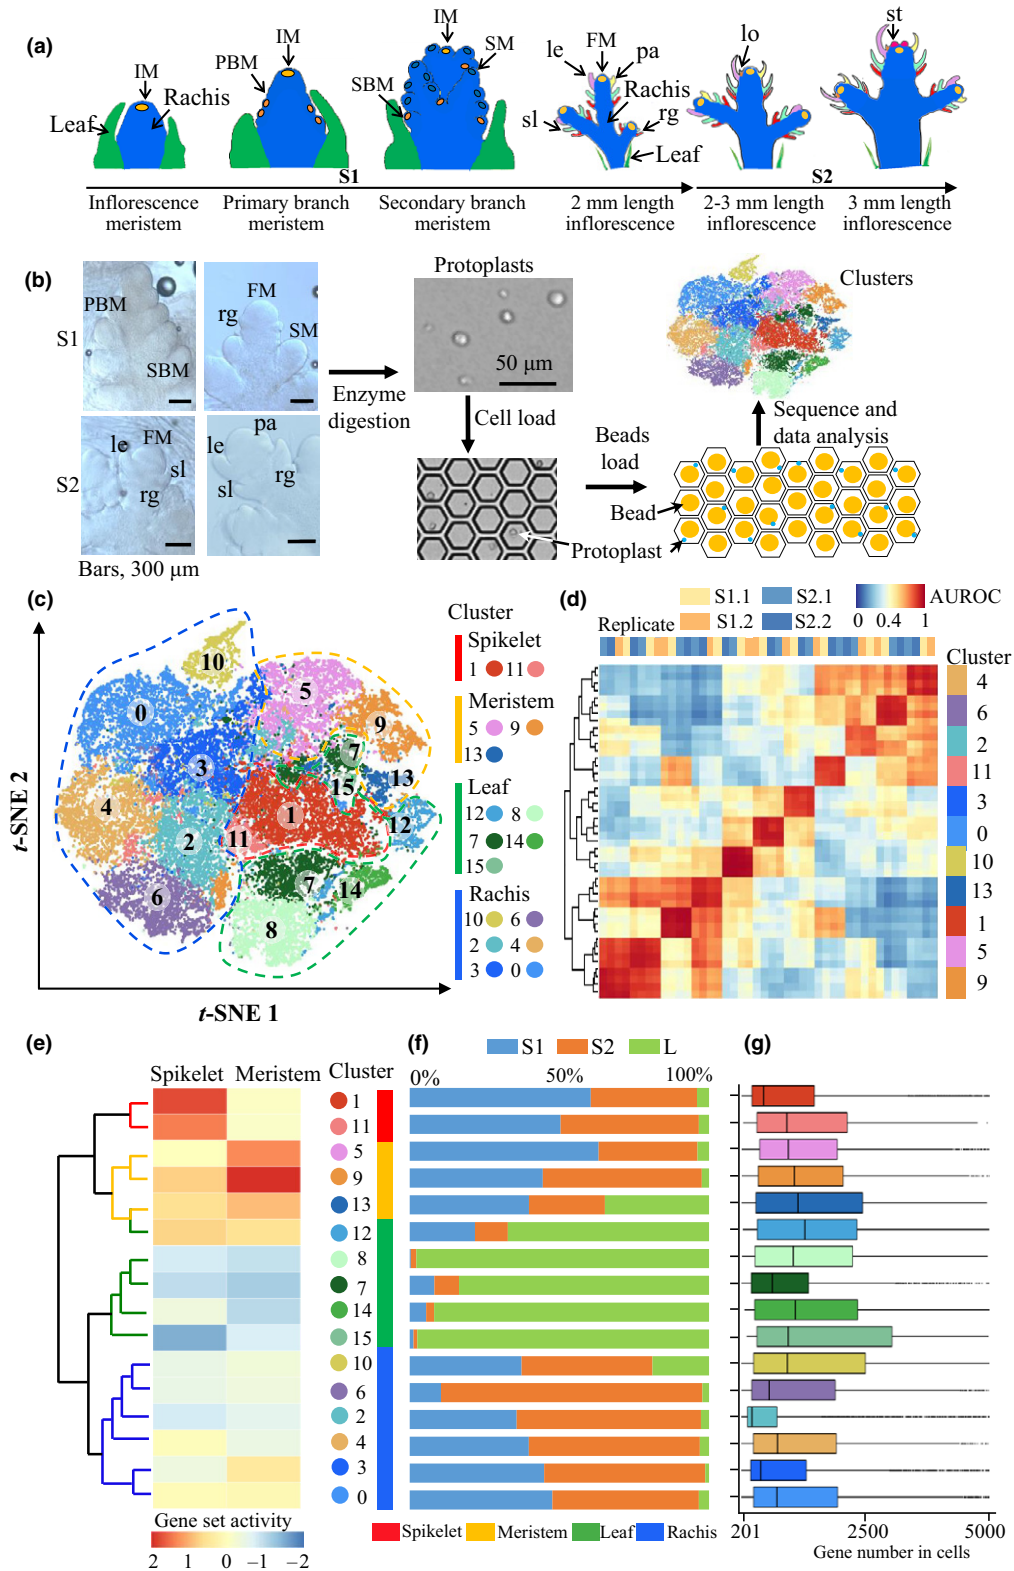 (a)
IM
Rachis
Leaf
IM
PBM
IM
SM
SBM
le
FM
pa
Rachis
sl
rg
Leaf
lo
st
S1
S2
Inflorescence
meristem
Primary branch
meristem
Secondary branch
meristem
2 mm length
inflorescence
2-3 mm length
inflorescence
3 mm length
inflorescence
(b)
S1
PBM
SBM
FM
rg
SM
S2
le
FM
sl
rg
pa
le
rg
sl
Bars, 300 μm
Enzyme
digestion
Protoplasts
50 μm
Cell load
Beads
load
Bead
Protoplast
Sequence and
data analysis
Clusters
(c)
t-SNE 2
t-SNE 1
10
0
5
9
3
7
13
15
4
1
12
2
11
6
7
14
8
Cluster
Spikelet
1 11
Meristem
5 9
13
Leaf
12 8
7 14
15
Rachis
10 6
2 4
3 0
(d)
S1.1 S2.1
S1.2 S2.2
Replicate
AUROC
0 0.4 1
Cluster
4
6
2
11
3
0
10
13
1
5
9
(e)
Spikelet Meristem
Cluster
1
11
5
9
13
12
8
7
14
15
10
6
2
4
3
0
Gene set activity
2 1 0 −1 −2
(f)
S1 S2 L
0% 50% 100%
Spikelet Meristem Leaf Rachis
(g)
201 2500 5000
Gene number in cells